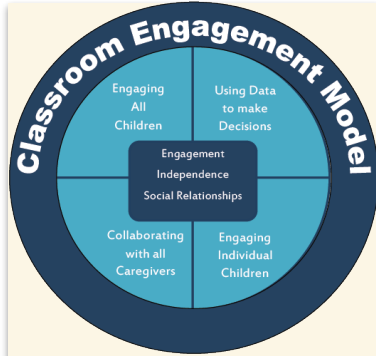 Classroom Engagement Model
Engaging
All
Children
Using Data
to make
Decisions
Engagement
Independence
Social Relationships
Collaborating
with all
Caregivers
Engaging
Individual
Children